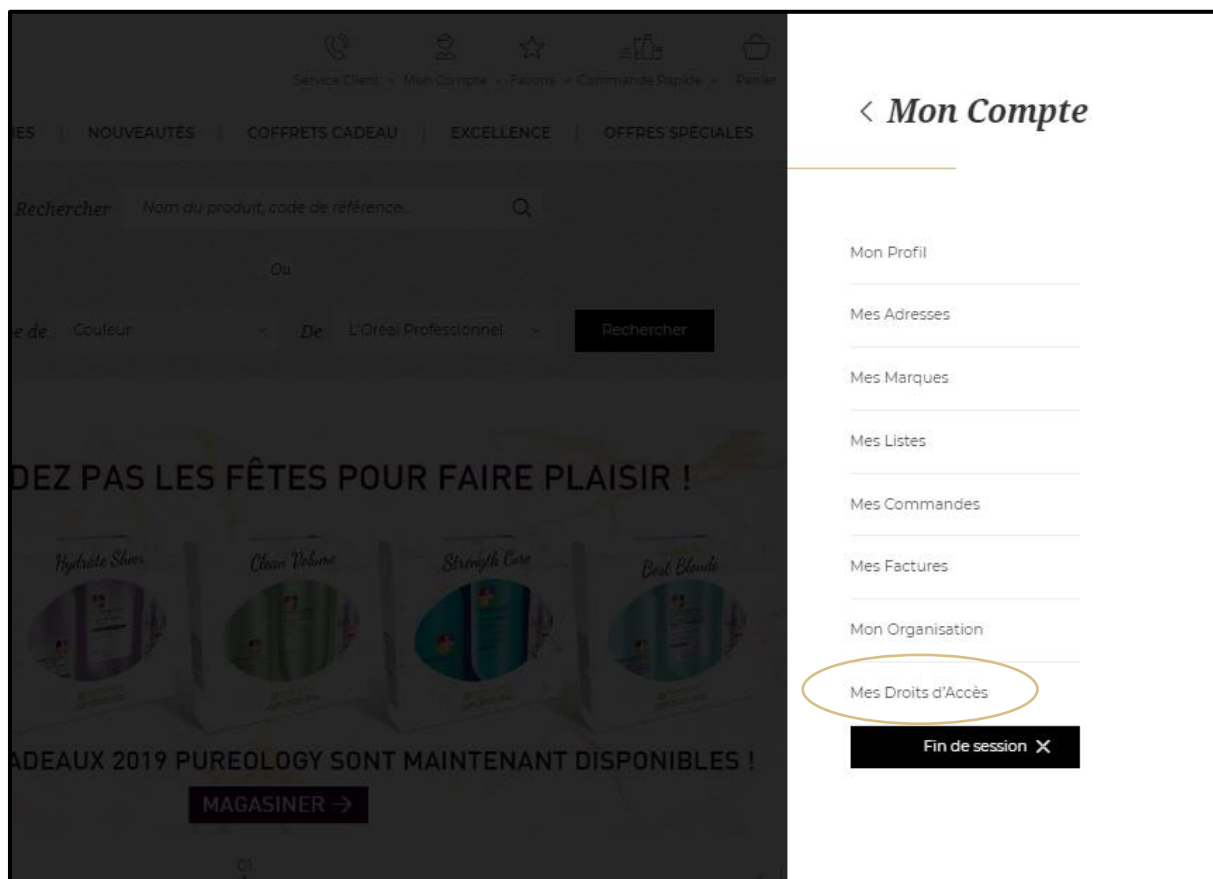 Service Client
Mon Compte
Favoris
Commande Rapide
Panier
NOUVEAUTÉS
COFFRETS CADEAU
EXCELLENCE
OFFRES SPÉCIALES
Rechercher
Nom du produit, code de référence...
Ou
e de
Couleur
De
L'Oréal Professionnel
Rechercher
DEZ PAS LES FÊTES POUR FAIRE PLAISIR !
Hydrate Sheer
Clean Volume
Strength Cure
Best Blonde
ADEAUX 2019 PUREOLOGY SONT MAINTENANT DISPONIBLES !
MAGASINER →
01
< Mon Compte
Mon Profil
Mes Adresses
Mes Marques
Mes Listes
Mes Commandes
Mes Factures
Mon Organisation
Mes Droits d'Accès
Fin de session X